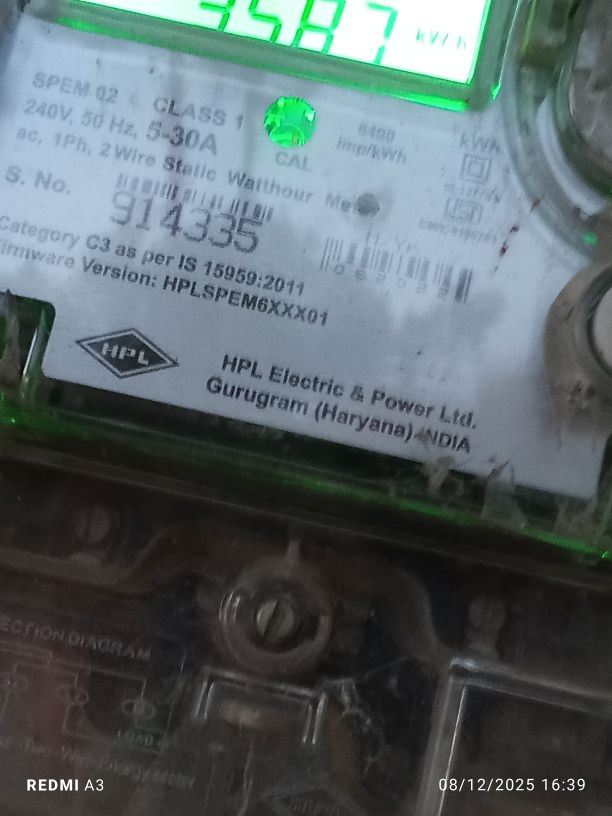 3587 kWh
SPEM-02 CLASS 1
240V, 50 Hz, 5-30A
6400
imp/kWh
kWh
CAL
ac, 1Ph, 2 Wire Static Watthour Meter
S. No.
914335
Category C3 as per IS 15959:2011
Firmware Version: HPLSPEM6XXX01
HPL
HPL Electric & Power Ltd.
Gurugram (Haryana)-INDIA
DIAGRAM
LOAD
REDMI A3
08/12/2025 16:39